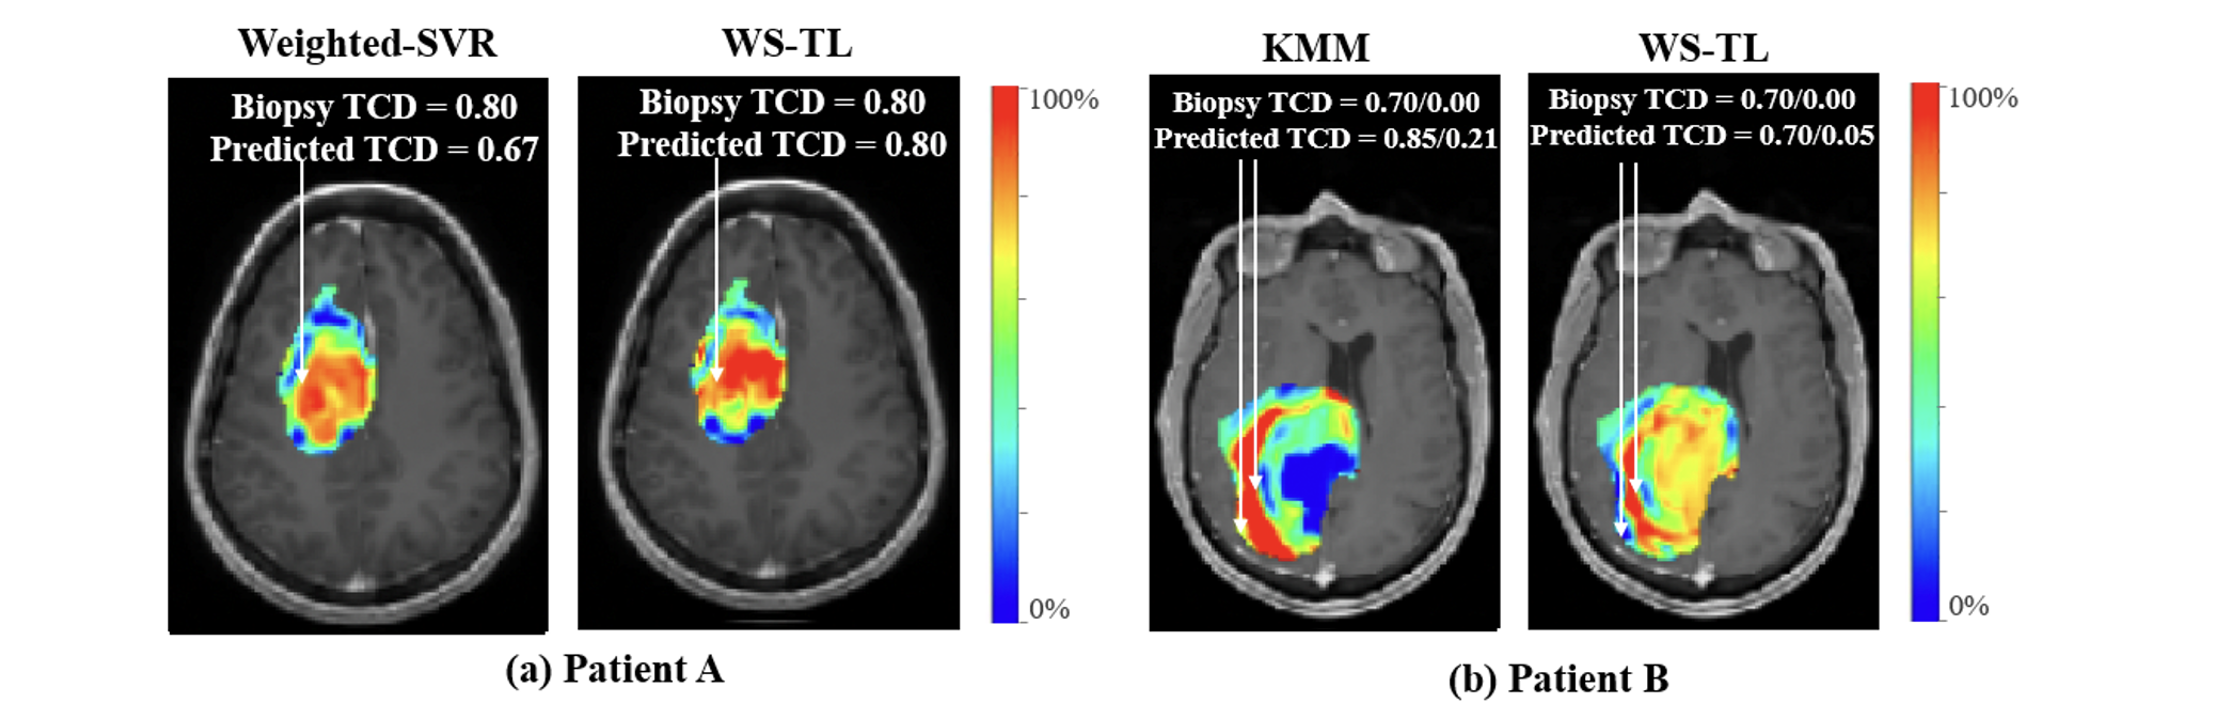 Weighted-SVR
WS-TL
Biopsy TCD = 0.80
Predicted TCD = 0.67
Biopsy TCD = 0.80
Predicted TCD = 0.80
100%
0%
(a) Patient A
KMM
WS-TL
Biopsy TCD = 0.70/0.00
Predicted TCD = 0.85/0.21
Biopsy TCD = 0.70/0.00
Predicted TCD = 0.70/0.05
100%
0%
(b) Patient B